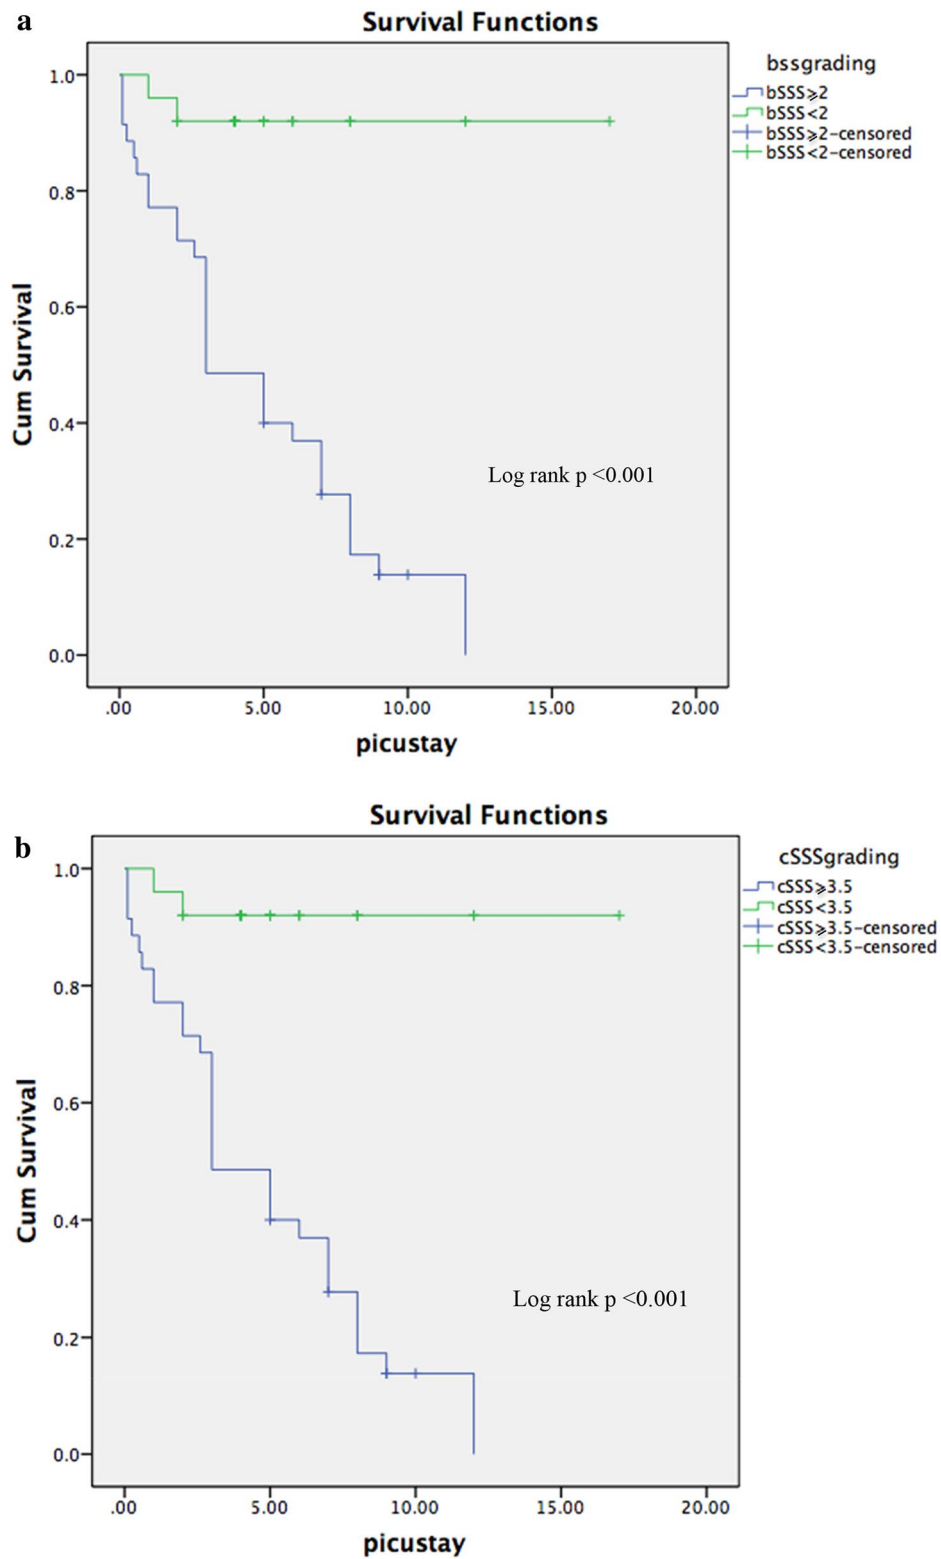 a
Survival Functions
bssgrading
bSSS⩾2
bSSS<2
bSSS⩾2-censored
bSSS<2-censored
1.0
0.8
0.6
0.4
0.2
0.0
Cum Survival
Log rank p <0.001
.00 5.00 10.00 15.00 20.00
picustay
b
Survival Functions
cSSSgrading
cSSS⩾3.5
cSSS<3.5
cSSS⩾3.5-censored
cSSS<3.5-censored
1.0
0.8
0.6
0.4
0.2
0.0
Cum Survival
Log rank p <0.001
.00 5.00 10.00 15.00 20.00
picustay